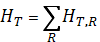 H_T = ∑_R H_{T,R}